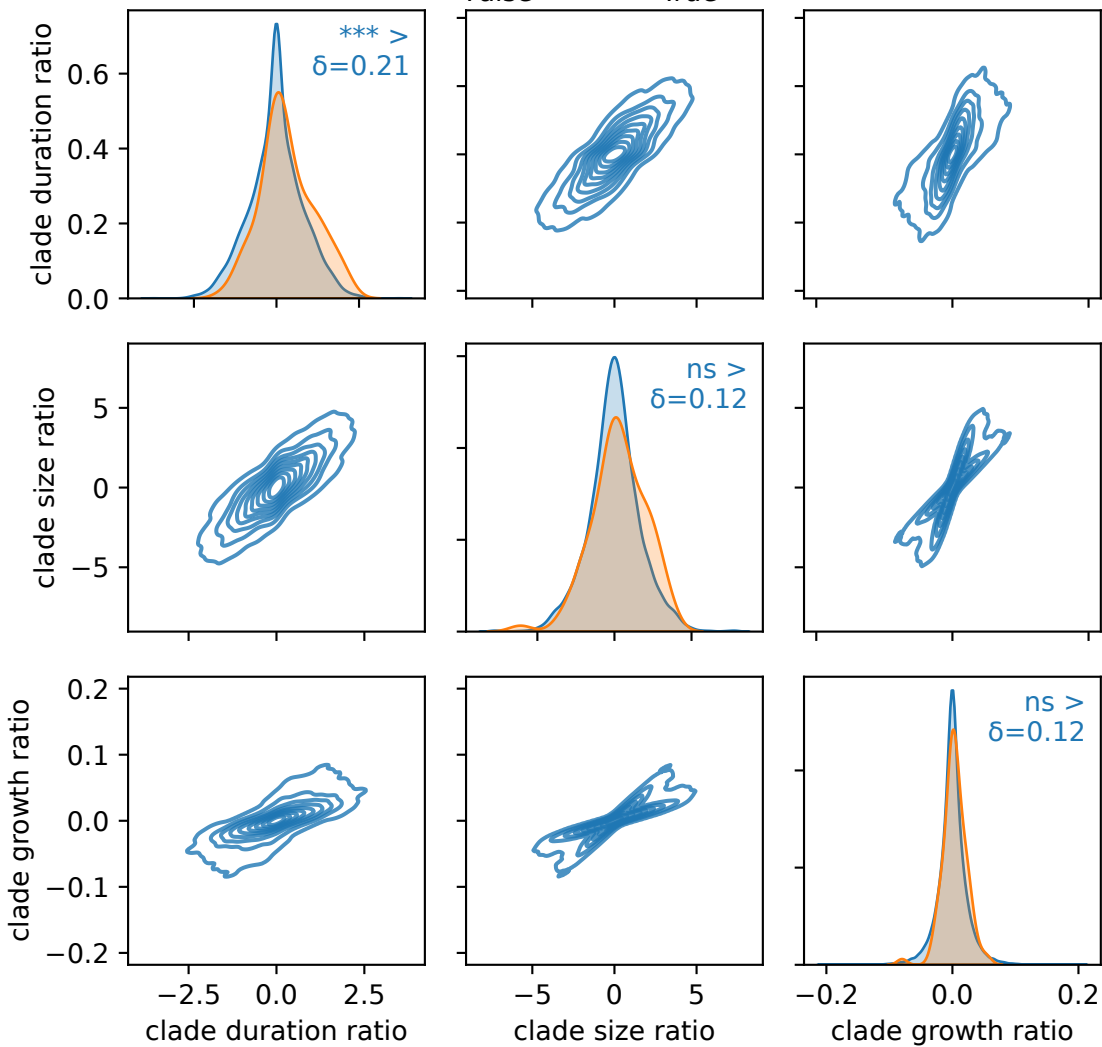 clade duration ratio
0.6
0.4
0.2
0.0
*** >
δ=0.21
clade size ratio
5
0
−5
ns >
δ=0.12
clade growth ratio
0.2
0.1
0.0
−0.1
−0.2
ns >
δ=0.12
−2.5 0.0 2.5
clade duration ratio
−5 0 5
clade size ratio
−0.2 0.0 0.2
clade growth ratio